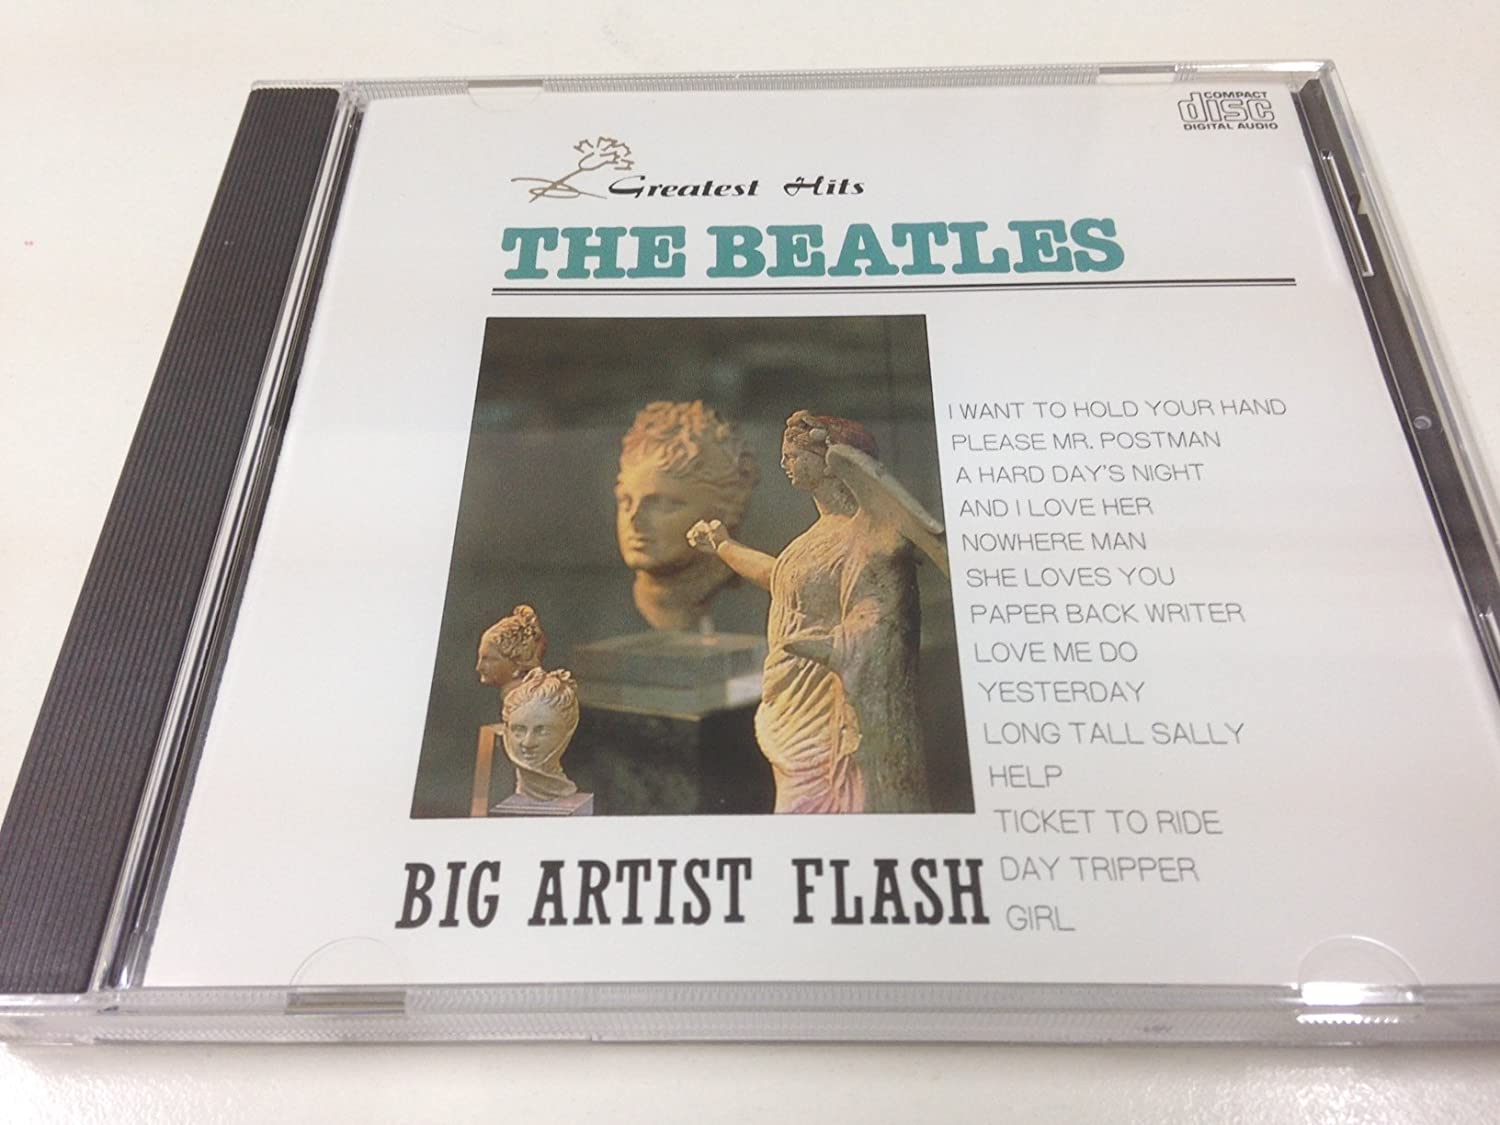 COMPACT
disc
DIGITAL AUDIO
Greatest Hits
THE BEATLES
I WANT TO HOLD YOUR HAND
PLEASE MR. POSTMAN
A HARD DAY'S NIGHT
AND I LOVE HER
NOWHERE MAN
SHE LOVES YOU
PAPER BACK WRITER
LOVE ME DO
YESTERDAY
LONG TALL SALLY
HELP
TICKET TO RIDE
DAY TRIPPER
GIRL
BIG ARTIST FLASH